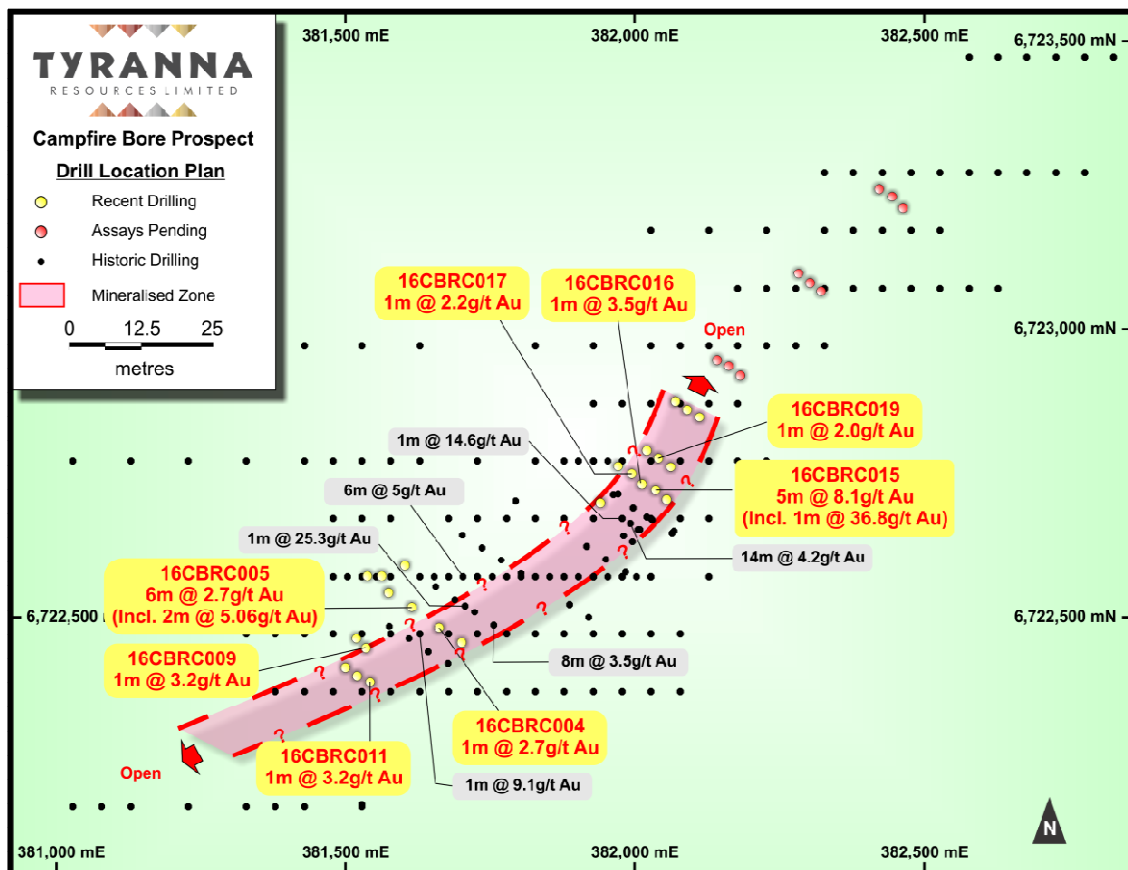 TYRANNA
RESOURCES LIMITED
Campfire Bore Prospect
Drill Location Plan
Recent Drilling
Assays Pending
Historic Drilling
Mineralised Zone
0 12.5 25
metres
381,500 mE
382,000 mE
382,500 mE
6,723,500 mN
16CBRC017
1m @ 2.2g/t Au
16CBRC016
1m @ 3.5g/t Au
Open
6,723,000 mN
16CBRC019
1m @ 2.0g/t Au
1m @ 14.6g/t Au
?
?
16CBRC015
5m @ 8.1g/t Au
(Incl. 1m @ 36.8g/t Au)
6m @ 5g/t Au
?
?
1m @ 25.3g/t Au
14m @ 4.2g/t Au
?
?
16CBRC005
6m @ 2.7g/t Au
(Incl. 2m @ 5.06g/t Au)
6,722,500 mN
?
6,722,500 mN
?
16CBRC009
1m @ 3.2g/t Au
?
?
8m @ 3.5g/t Au
?
16CBRC004
1m @ 2.7g/t Au
16CBRC011
1m @ 3.2g/t Au
Open
1m @ 9.1g/t Au
N
381,000 mE
381,500 mE
382,000 mE
382,500 mE